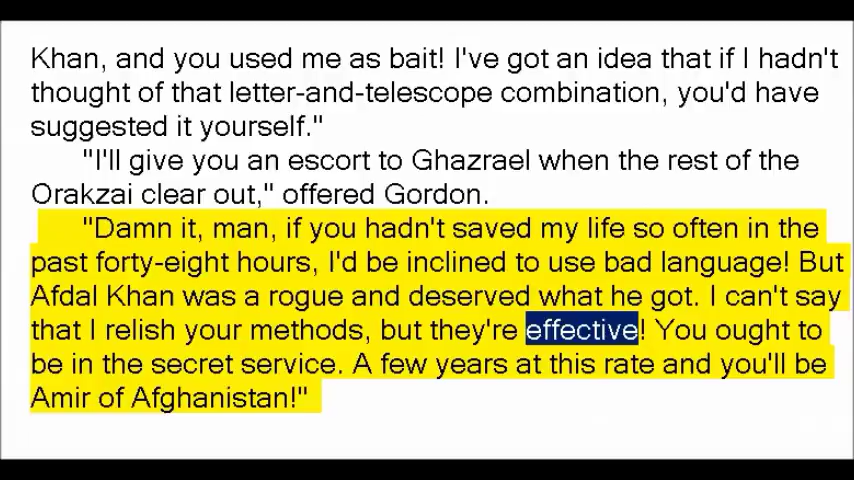 Khan, and you used me as bait! I've got an idea that if I hadn't
thought of that letter-and-telescope combination, you'd have
suggested it yourself."
"I'll give you an escort to Ghazrael when the rest of the
Orakzai clear out," offered Gordon.
"Damn it, man, if you hadn't saved my life so often in the
past forty-eight hours, I'd be inclined to use bad language! But
Afdal Khan was a rogue and deserved what he got. I can't say
that I relish your methods, but they're effective! You ought to
be in the secret service. A few years at this rate and you'll be
Amir of Afghanistan!"